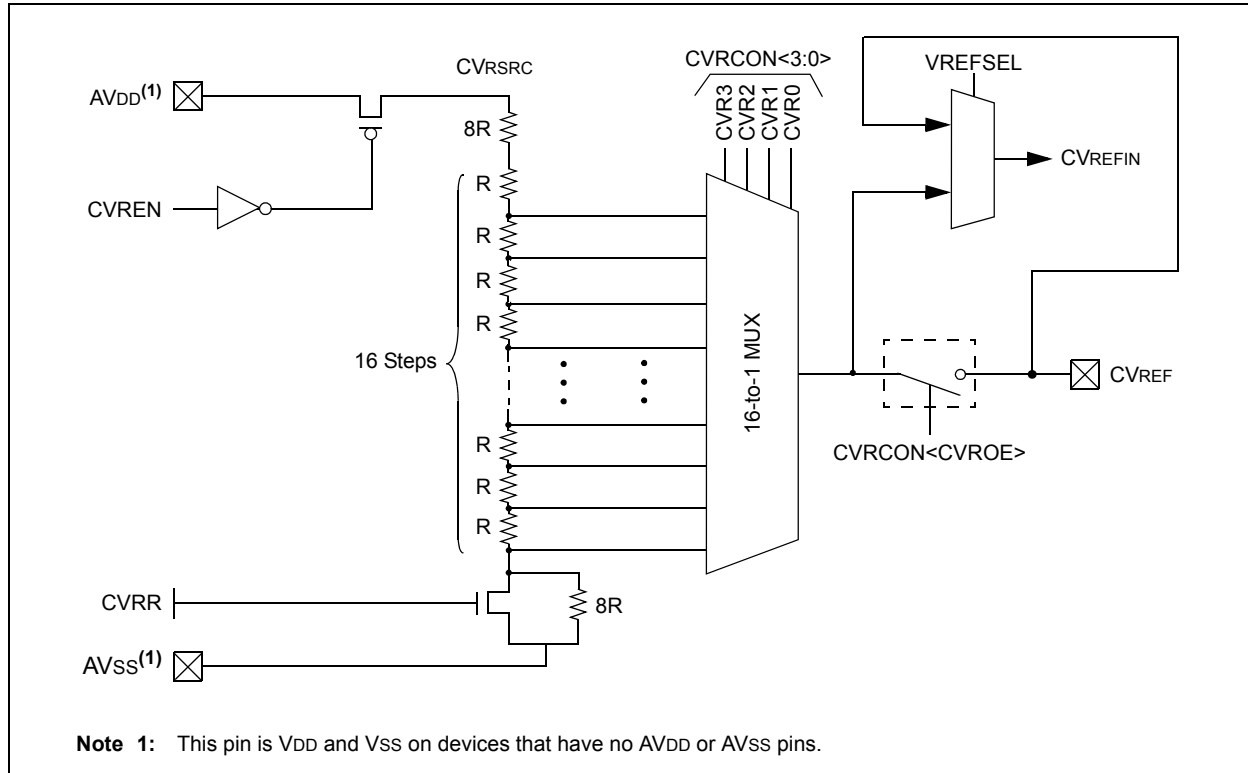 CVRCON<3:0>
CVRSRC
VREFSEL
AVDD(1)
CVR3
CVR2
CVR1
CVR0
8R
CVREFIN
CVREN
R
R
R
R
16 Steps
16-to-1 MUX
CVREF
R
R
R
CVRCON<CVROE>
CVRR
8R
AVSS(1)
Note 1: This pin is VDD and VSS on devices that have no AVDD or AVSS pins.